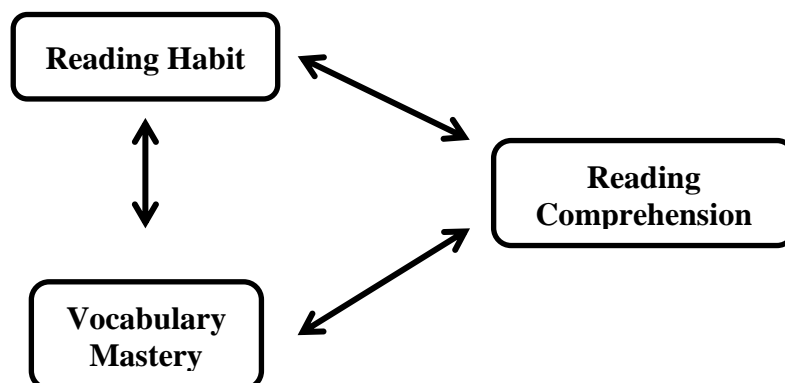 Reading Habit
Reading
Comprehension
Vocabulary
Mastery